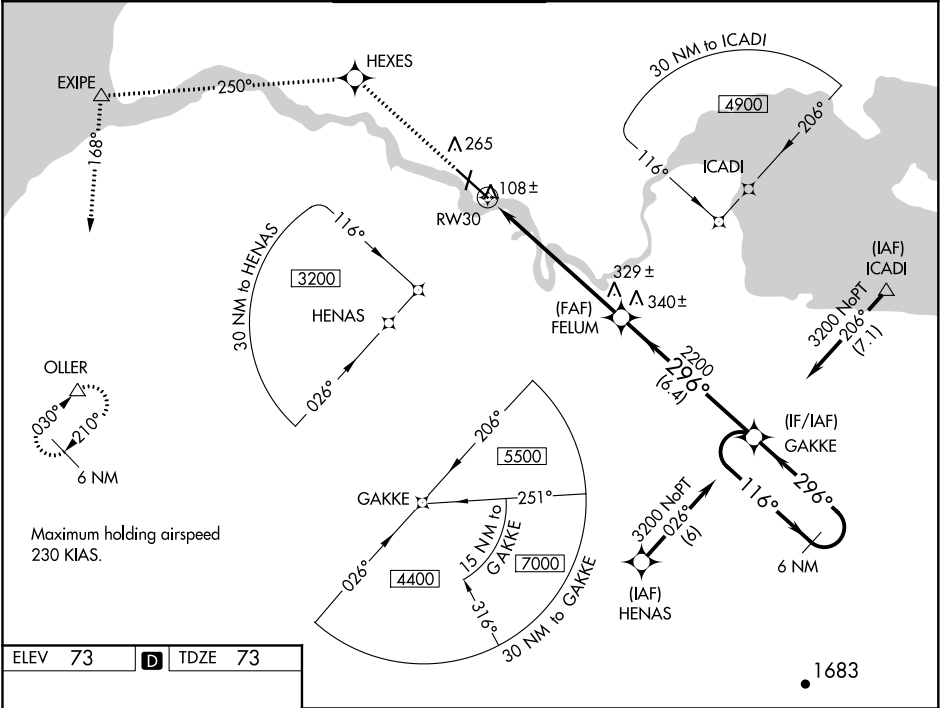 HEXES
EXIPE
250°
168°
265
108±
RW30
30 NM to ICADI
4900
206°
116°
ICADI
(IAF)
ICADI
3200 NoPT
206°
(7.1)
30 NM to HENAS
116°
3200
HENAS
026°
329±
340±
(FAF)
FELUM
2200
296°
(6.4)
(IF/IAF)
GAKKE
116°
296°
6 NM
3200 NoPT
026°
(6)
(IAF)
HENAS
OLLER
030°
210°
6 NM
Maximum holding airspeed
230 KIAS.
206°
5500
GAKKE
251°
15 NM to
GAKKE
7000
026°
4400
316°
30 NM to GAKKE
ELEV 73 D TDZE 73
1683